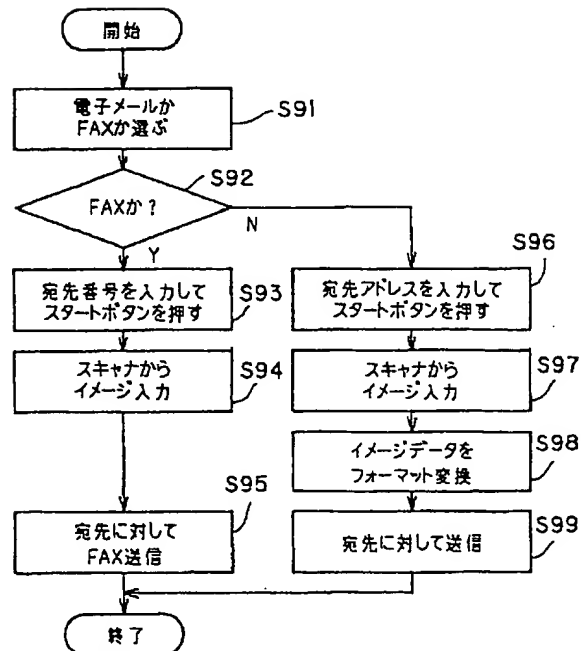 開始
電子メールか
FAXか選ぶ
S91
S92
FAXか?
N
Y
宛先番号を入力して
スタートボタンを押す
S93
スキャナから
イメージ入力
S94
S95
宛先に対して
FAX送信
S96
宛先アドレスを入力して
スタートボタンを押す
スキャナから
イメージ入力
S97
イメージデータを
フォーマット変換
S98
宛先に対して送信
S99
終了